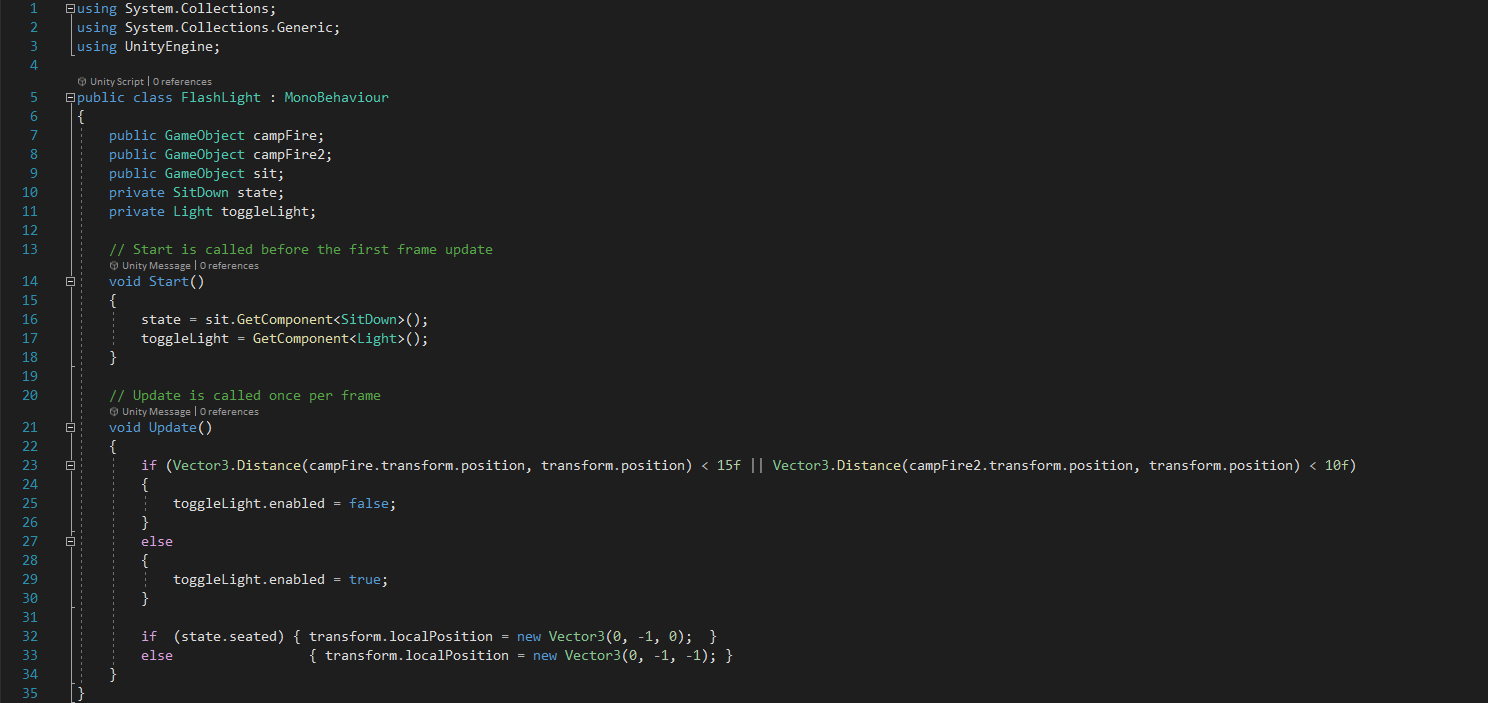 1 using System.Collections;
2 using System.Collections.Generic;
3 using UnityEngine;
4
Unity Script | 0 references
5 public class FlashLight : MonoBehaviour
6 {
7 public GameObject campFire;
8 public GameObject campFire2;
9 public GameObject sit;
10 private SitDown state;
11 private Light toggleLight;
12
13 // Start is called before the first frame update
Unity Message | 0 references
14 void Start()
15 {
16 state = sit.GetComponent<SitDown>();
17 toggleLight = GetComponent<Light>();
18 }
19
20 // Update is called once per frame
Unity Message | 0 references
21 void Update()
22 {
23 if (Vector3.Distance(campFire.transform.position, transform.position) < 15f || Vector3.Distance(campFire2.transform.position, transform.position) < 10f)
24 {
25 toggleLight.enabled = false;
26 }
27 else
28 {
29 toggleLight.enabled = true;
30 }
31
32 if (state.seated) { transform.localPosition = new Vector3(0, -1, 0); }
33 else { transform.localPosition = new Vector3(0, -1, -1); }
34 }
35 }